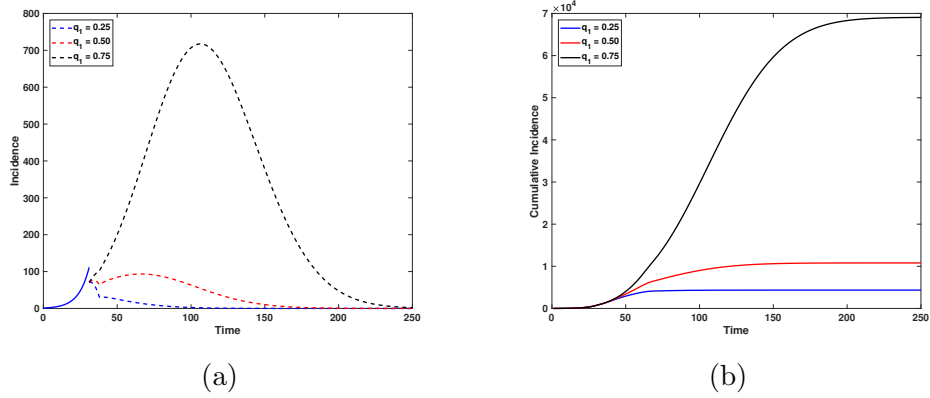 800
700
600
500
400
300
200
100
0
0 50 100 150 200 250
Incidence
Time
q1 = 0.25
q1 = 0.50
q1 = 0.75
(a)
×10^4
7
6
5
4
3
2
1
0
0 50 100 150 200 250
Cumulative Incidence
Time
q1 = 0.25
q1 = 0.50
q1 = 0.75
(b)